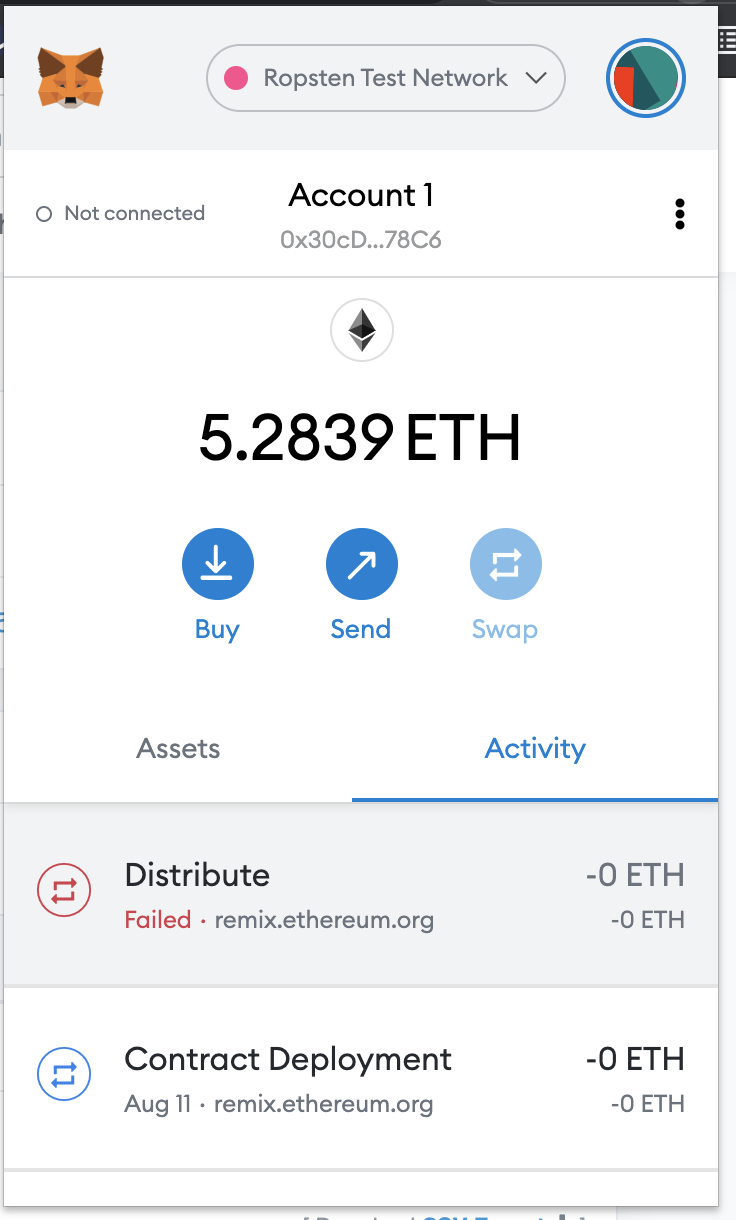 Ropsten Test Network
Not connected
Account 1
0x30cD...78C6
5.2839 ETH
Buy
Send
Swap
Assets
Activity
Distribute
-0 ETH
Failed · remix.ethereum.org
-0 ETH
Contract Deployment
-0 ETH
Aug 11 · remix.ethereum.org
-0 ETH